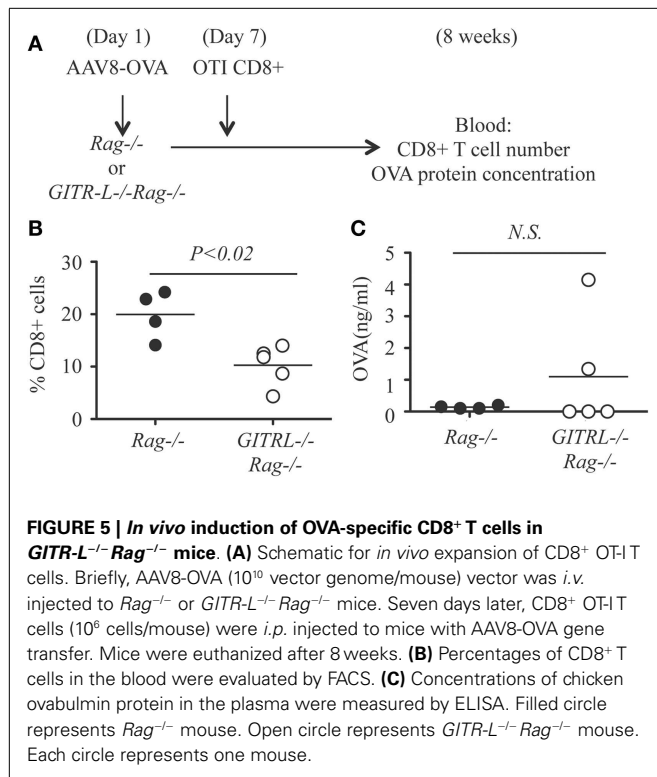 A
(Day 1) (Day 7) (8 weeks)
AAV8-OVA OTI CD8+
Rag-/-
or
GITR-L-/-Rag-/-
Blood:
CD8+ T cell number
OVA protein concentration
B
P<0.02
% CD8+ cells
30
20
10
0
Rag-/-
GITRL-/-
Rag-/-
C
N.S.
OVA(ng/ml)
5
4
3
2
1
0
Rag-/-
GITRL-/-
Rag-/-
FIGURE 5 | In vivo induction of OVA-specific CD8⁺ T cells in
GITR-L⁻/⁻Rag⁻/⁻ mice. (A) Schematic for in vivo expansion of CD8⁺ OT-I T
cells. Briefly, AAV8-OVA (10¹⁰ vector genome/mouse) vector was i.v.
injected to Rag⁻/⁻ or GITR-L⁻/⁻Rag⁻/⁻ mice. Seven days later, CD8⁺ OT-I T
cells (10⁶ cells/mouse) were i.p. injected to mice with AAV8-OVA gene
transfer. Mice were euthanized after 8 weeks. (B) Percentages of CD8⁺ T
cells in the blood were evaluated by FACS. (C) Concentrations of chicken
ovabulmin protein in the plasma were measured by ELISA. Filled circle
represents Rag⁻/⁻ mouse. Open circle represents GITR-L⁻/⁻Rag⁻/⁻ mouse.
Each circle represents one mouse.